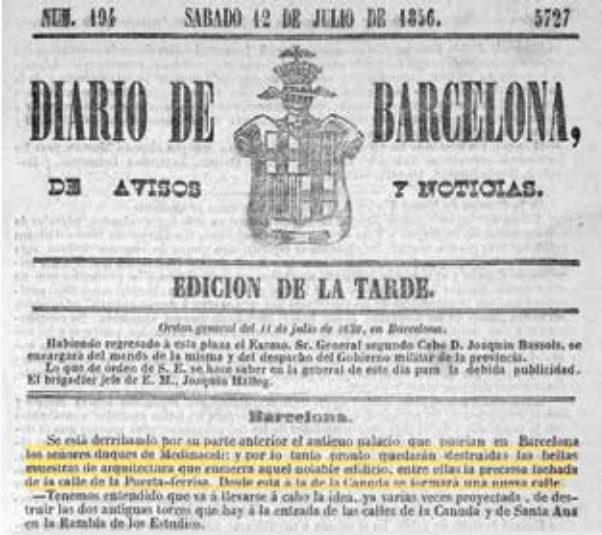 NUM. 194 SABADO 12 DE JULIO DE 1856. 5727
DIARIO DE BARCELONA,
DE AVISOS Y NOTICIAS.
EDICION DE LA TARDE.
Orden general del 11 de julio de 1856, en Barcelona.
Habiendo regresado á esta plaza el Excmo. Sr. General segundo Cabo D. Joaquin Bassols, se
encargará del mando de la misma y del despacho del Gobierno militar de la provincia.
Lo que de órden de S. E. se hace saber en la general de este dia para la debida publicidad.
El brigadier jefe de E. M., Joaquin
Barcelona.
Se está derribando por su parte anterior el antiguo palacio que poseian en Barcelona
los señores duques de Medinaceli; y por lo tanto pronto quedarán destruidas las bellas
muestras de arquitectura que encerra aquel notable edificio, entre ellas la preciosa fachada
de la calle de la Puerta-ferrisa. Desde esta á la de la Canuda se formará una nueva calle.
—Tenemos entendido que va á llevarse á cabo la idea, ya varias veces proyectada, de des-
truir las dos antiguas torres que hay á la entrada de las calles de la Canuda y de Santa Ana
en la Rambla de los Estudios.